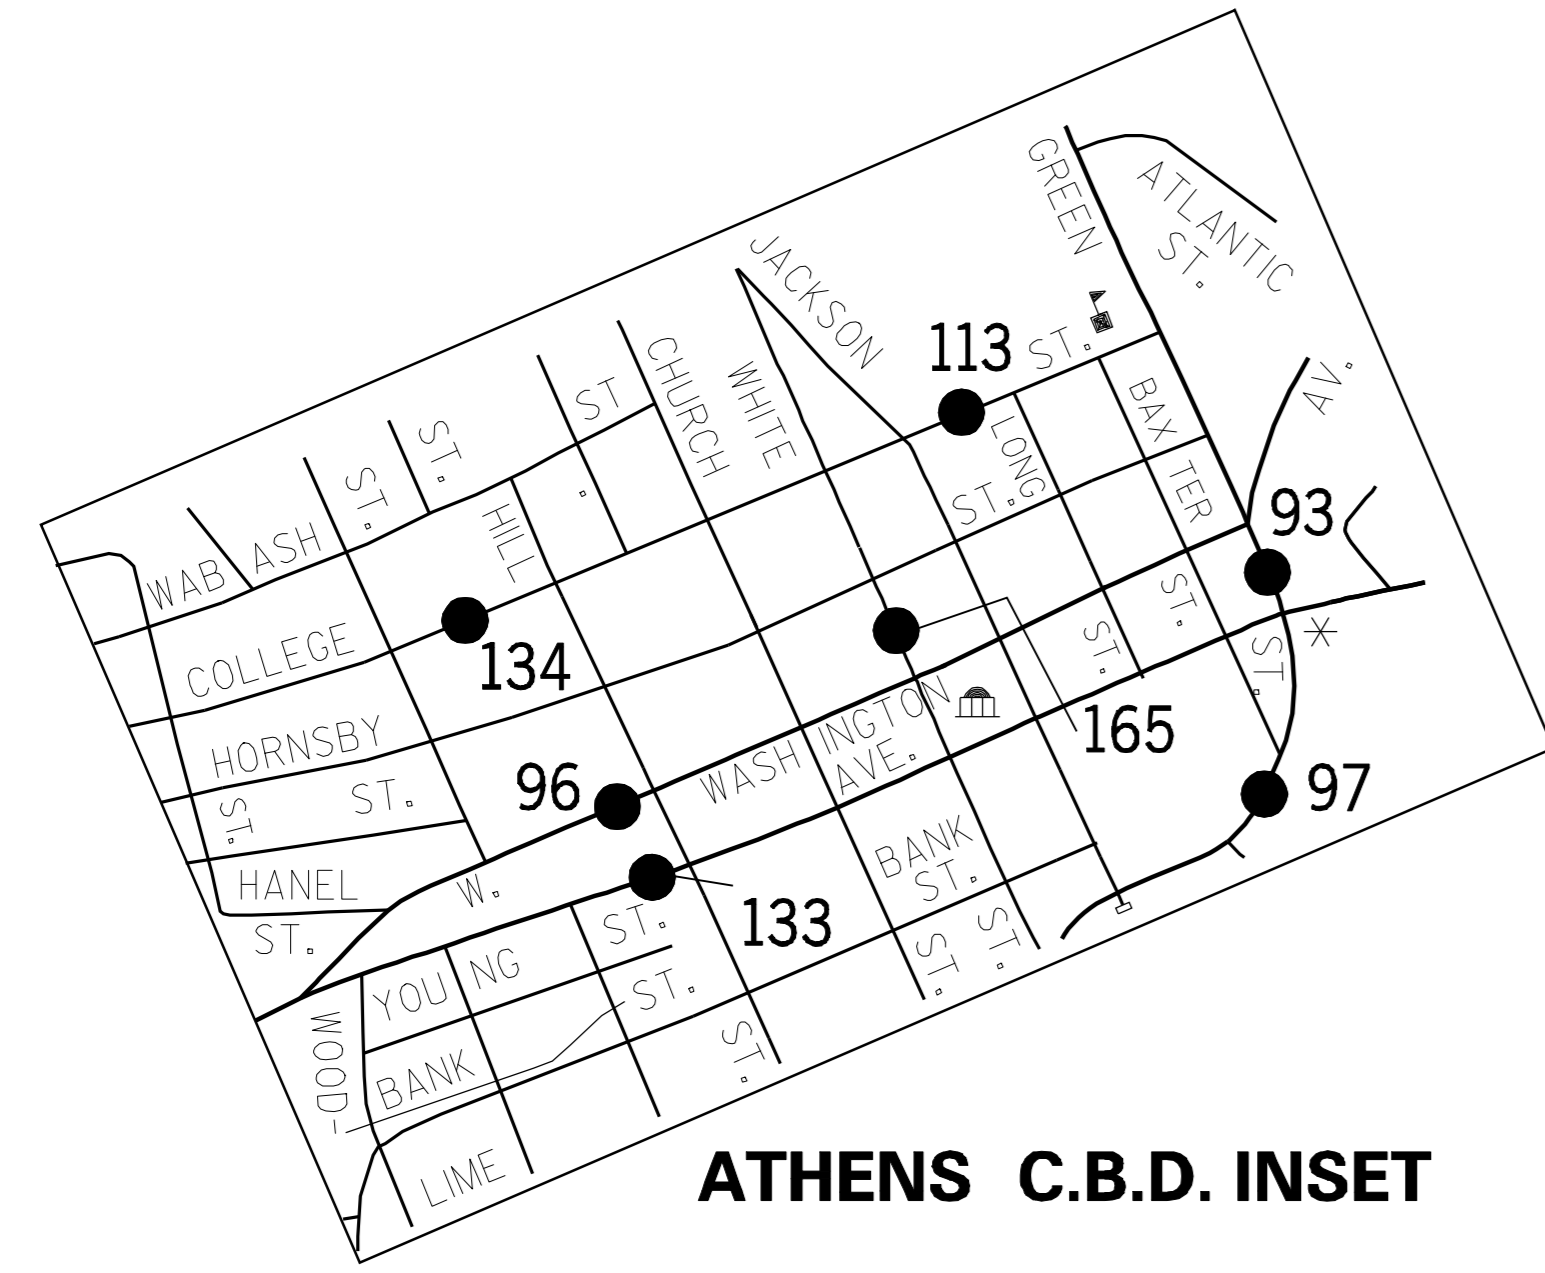 GREEN
ATLANTIC
ST.
JACKSON
113
ST.
ST
CHURCH
WHITE
BAX
TER
AV.
LONG
ST.
ST.
ST.
93
WAB ASH
HILL
COLLEGE
134
ST.
ST.
ST.
HORNSBY
ST.
ST.
96
WASH INGTON
AVE.
165
97
HANEL
ST.
W.
BANK
ST.
133
ST.
ST.
YOU NG
ST.
WOOD-
BANK
ST.
ST.
LIME
ATHENS C.B.D. INSET